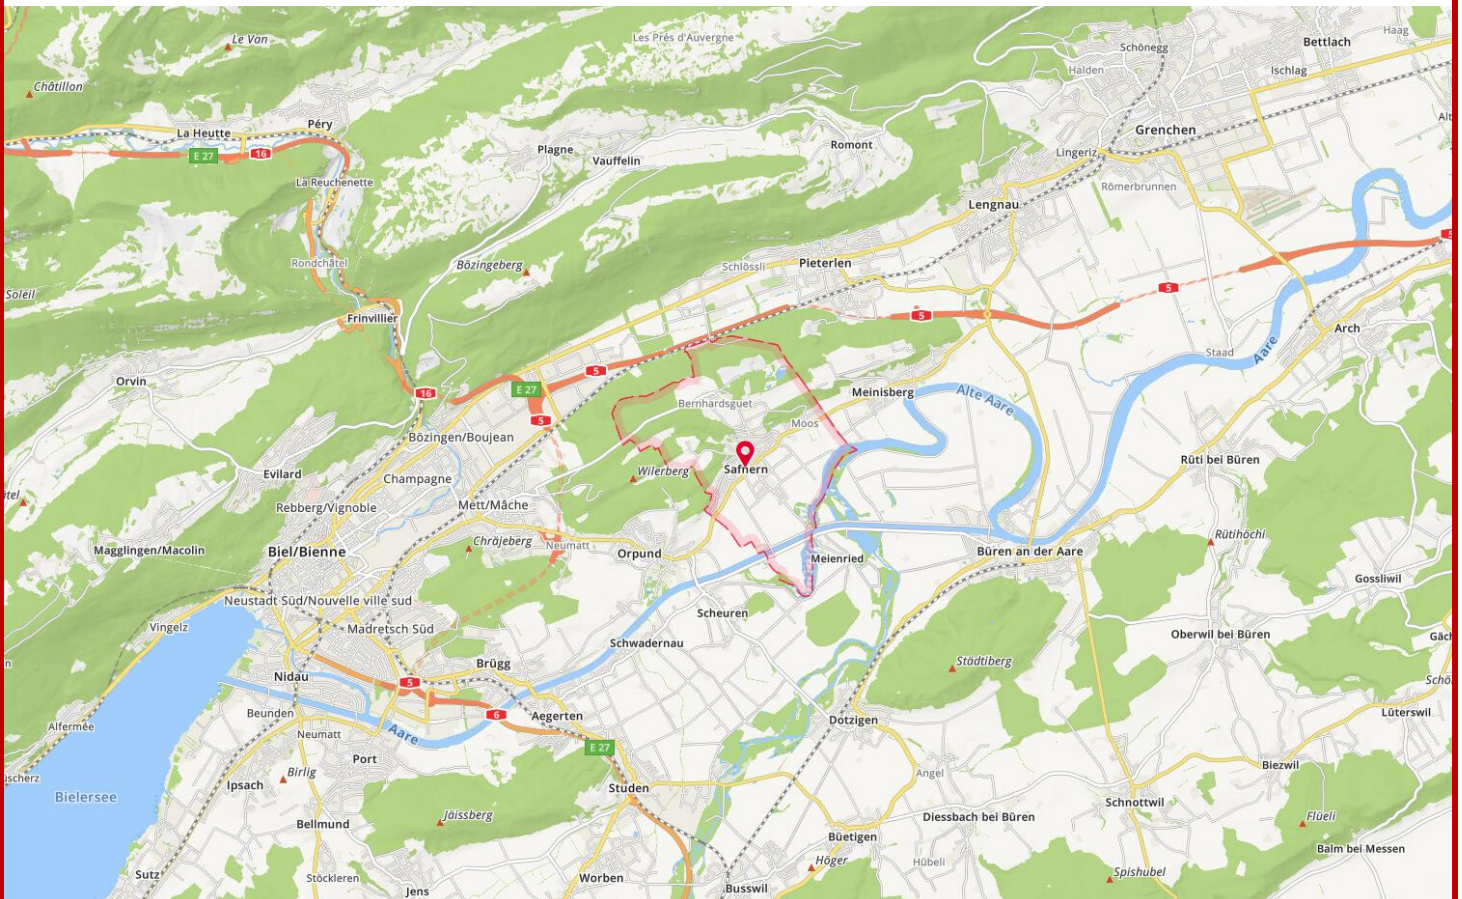 Le Van
Les Prés d'Auvergne
Schönegg
Bettlach
Haag
Halden
Ischlag
Châtillon
La Heutte
Péry
E 27
16
Plagne
Vauffelin
Romont
Grenchen
Lingeriz
Römerbrunnen
La Reuchenette
Lengnau
Rondchâtel
Bözingeberg
Schlössli
Pieterlen
5
5
Soleil
Frinvillier
5
Arch
Staad
Aare
Orvin
16
E 27
5
5
Meinisberg
Alte Aare
Bernhardsguet
Moos
Bözingen/Boujean
Evilard
Champagne
Wilerberg
Safnern
Rüti bei Büren
Rebberg/Vignoble
Mett/Mâche
Magglingen/Macolin
Biel/Bienne
Chräjeberg
Neumatt
Orpund
Meienried
Büren an der Aare
Rütihöchi
Gossliwil
Neustadt Süd/Nouvelle ville sud
Vingelz
Madretsch Süd
Scheuren
Schwadernau
Oberwil bei Büren
Nidau
Brügg
Städtiberg
5
6
Beunden
Alfermée
Neumatt
Aare
Aegerten
E 27
Dotzigen
Lüterswil
Port
Ipsach
Birlig
Bielersee
Studen
Angel
Biezwil
Schnottwil
Bellmund
Jäissberg
Diessbach bei Büren
Flüeli
Büetigen
Balm bei Messen
Höger
Hübeli
Spishubel
Sutz
Stöckleren
Jens
Worben
Busswil